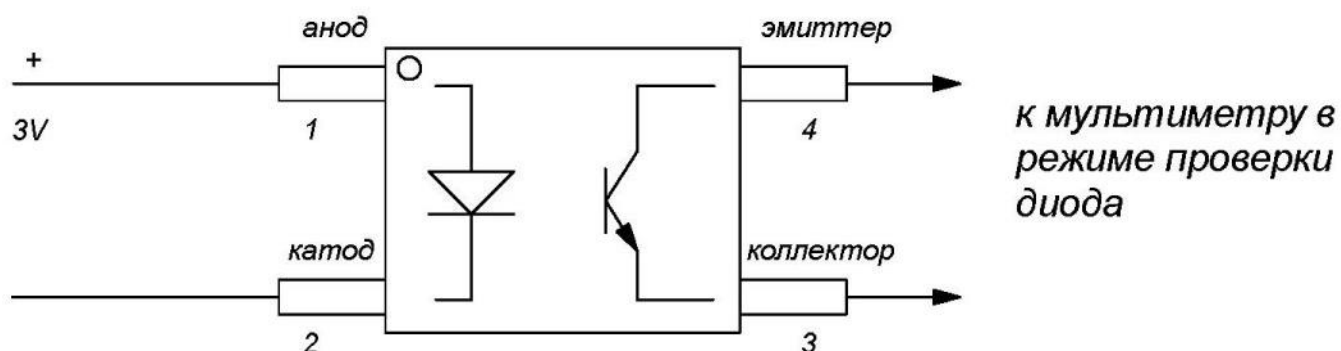 анод
эмиттер
+
3V
1
4
к мультиметру в
режиме проверки
диода
катод
коллектор
2
3